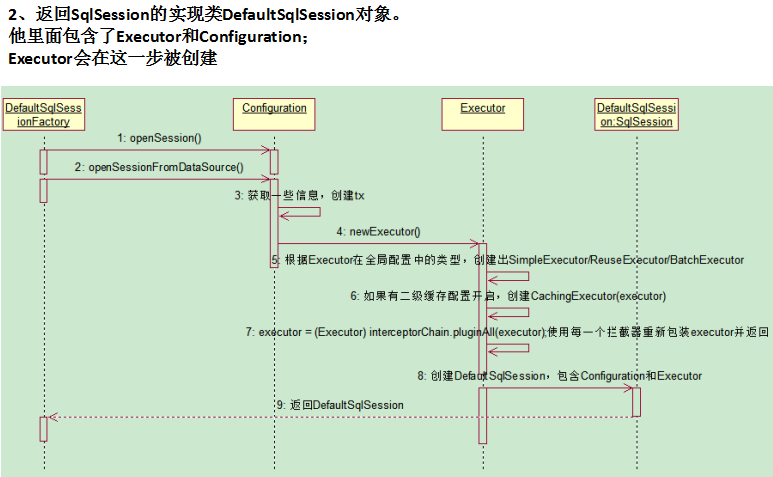 2、返回SqlSession的实现类DefaultSqlSession对象。
他里面包含了Executor和Configuration；
Executor会在这一步被创建
DefaultSqlSess
ionFactory
Configuration
Executor
DefaultSqlSessi
on:SqlSession
1: openSession()
2: openSessionFromDataSource()
3: 获取一些信息，创建tx
4: newExecutor()
5: 根据Executor在全局配置中的类型，创建出SimpleExecutor/ReuseExecutor/BatchExecutor
6: 如果有二级缓存配置开启，创建CachingExecutor(executor)
7: executor = (Executor) interceptorChain.pluginAll(executor);使用每一个拦截器重新包装executor并返回
8: 创建DefautSqlSession，包含Configuration和Executor
9: 返回DefaultSqlSession